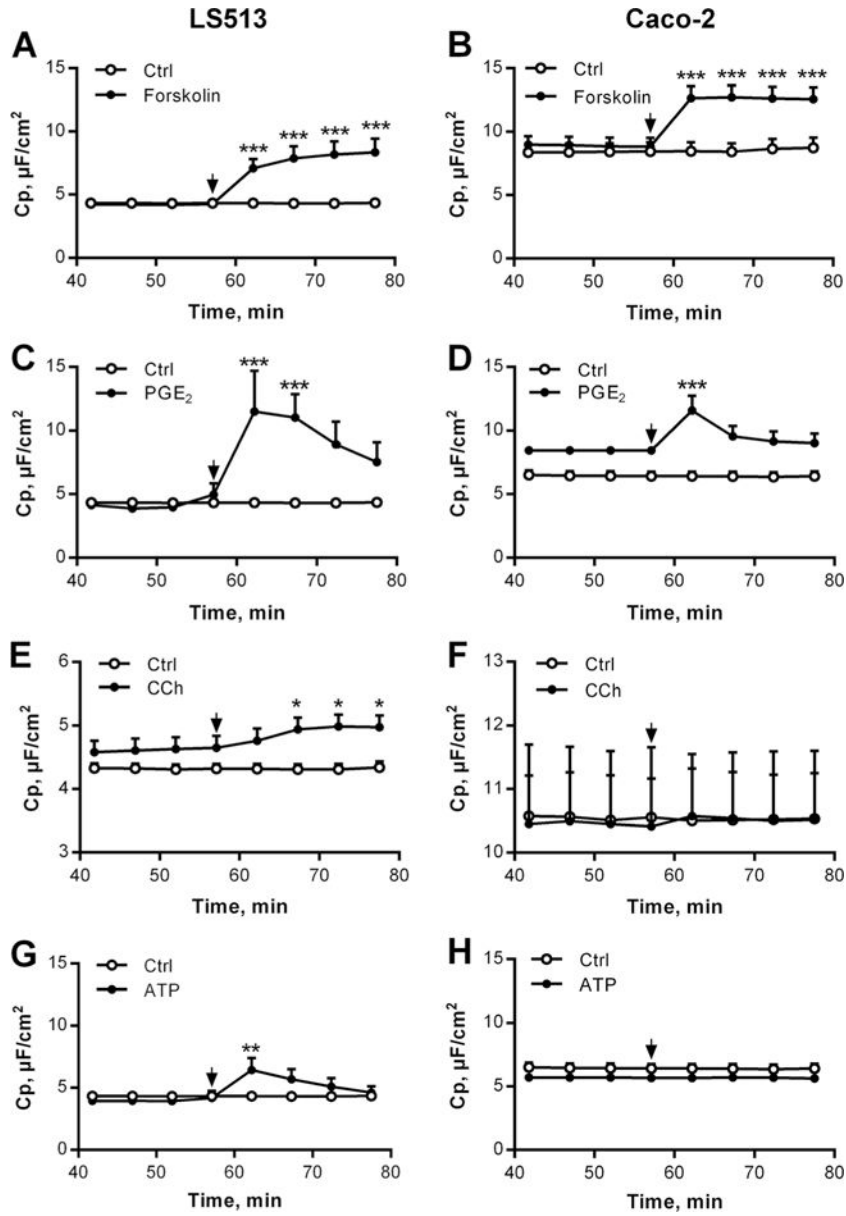 LS513
Caco-2
A
Ctrl
Forskolin
*** *** *** ***
Cp, µF/cm²
15
10
5
0
40 50 60 70 80
Time, min
B
Ctrl
Forskolin
*** *** *** ***
Cp, µF/cm²
15
10
5
0
40 50 60 70 80
Time, min
C
Ctrl
PGE₂
*** ***
Cp, µF/cm²
15
10
5
0
40 50 60 70 80
Time, min
D
Ctrl
PGE₂
***
Cp, µF/cm²
15
10
5
0
40 50 60 70 80
Time, min
E
Ctrl
CCh
* * *
Cp, µF/cm²
6
5
4
3
40 50 60 70 80
Time, min
F
Ctrl
CCh
Cp, µF/cm²
13
12
11
10
40 50 60 70 80
Time, min
G
Ctrl
ATP
**
Cp, µF/cm²
15
10
5
0
40 50 60 70 80
Time, min
H
Ctrl
ATP
Cp, µF/cm²
15
10
5
0
40 50 60 70 80
Time, min